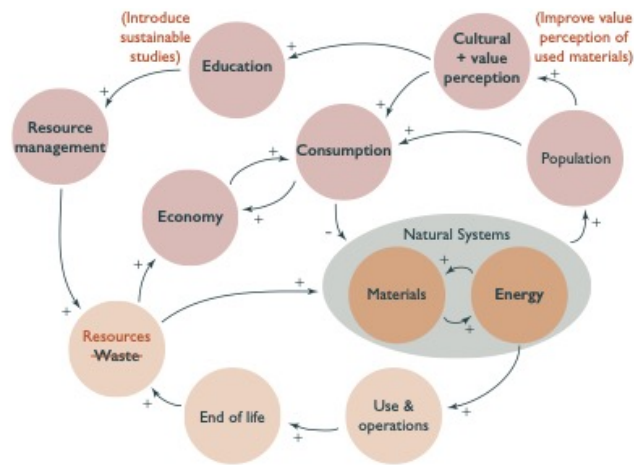 (Introduce
sustainable
studies)
Education
Cultural
+ value
perception
(Improve value
perception of
used materials)
Resource
management
Consumption
Population
Economy
Natural Systems
Materials
Energy
Resources
Waste
End of life
Use &
operations
+
+
+
+
+
+
+
+
+
-
+
+
+
+
+
+
+
+